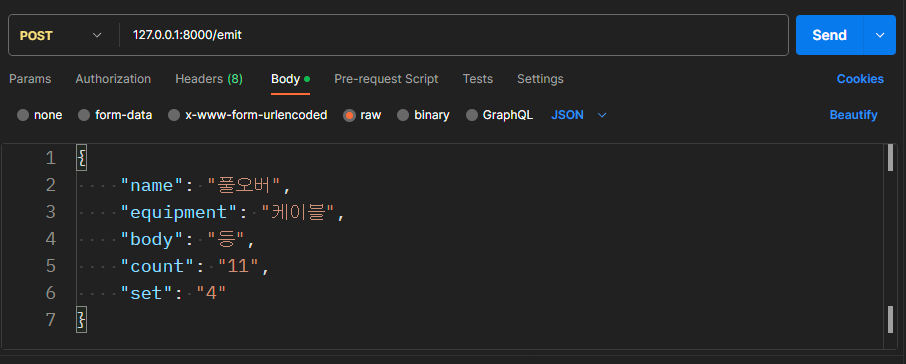 POST 127.0.0.1:8000/emit Send
Params Authorization Headers (8) Body Pre-request Script Tests Settings Cookies
none form-data x-www-form-urlencoded raw binary GraphQL JSON Beautify
1 {
2 "name": "풀오버",
3 "equipment": "케이블",
4 "body": "등",
5 "count": "11",
6 "set": "4"
7 }